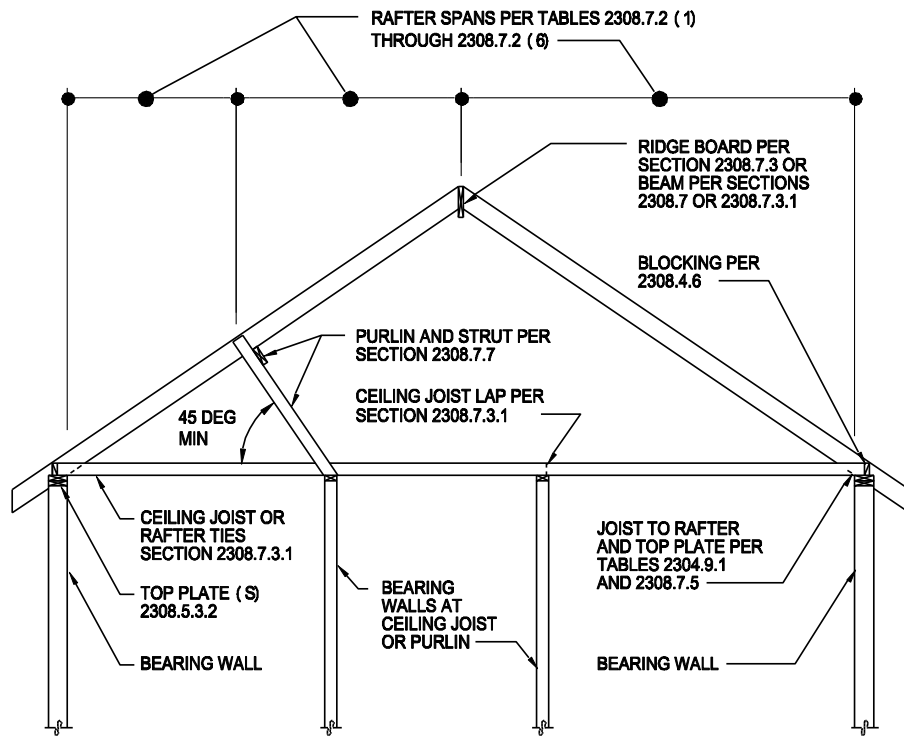 RAFTER SPANS PER TABLES 2308.7.2 ( 1)
THROUGH 2308.7.2 ( 6)
RIDGE BOARD PER
SECTION 2308.7.3 OR
BEAM PER SECTIONS
2308.7 OR 2308.7.3.1
BLOCKING PER
2308.4.6
PURLIN AND STRUT PER
SECTION 2308.7.7
CEILING JOIST LAP PER
SECTION 2308.7.3.1
45 DEG
MIN
CEILING JOIST OR
RAFTER TIES
SECTION 2308.7.3.1
JOIST TO RAFTER
AND TOP PLATE PER
TABLES 2304.9.1
AND 2308.7.5
TOP PLATE ( S)
2308.5.3.2
BEARING
WALLS AT
CEILING JOIST
OR PURLIN
BEARING WALL
BEARING WALL